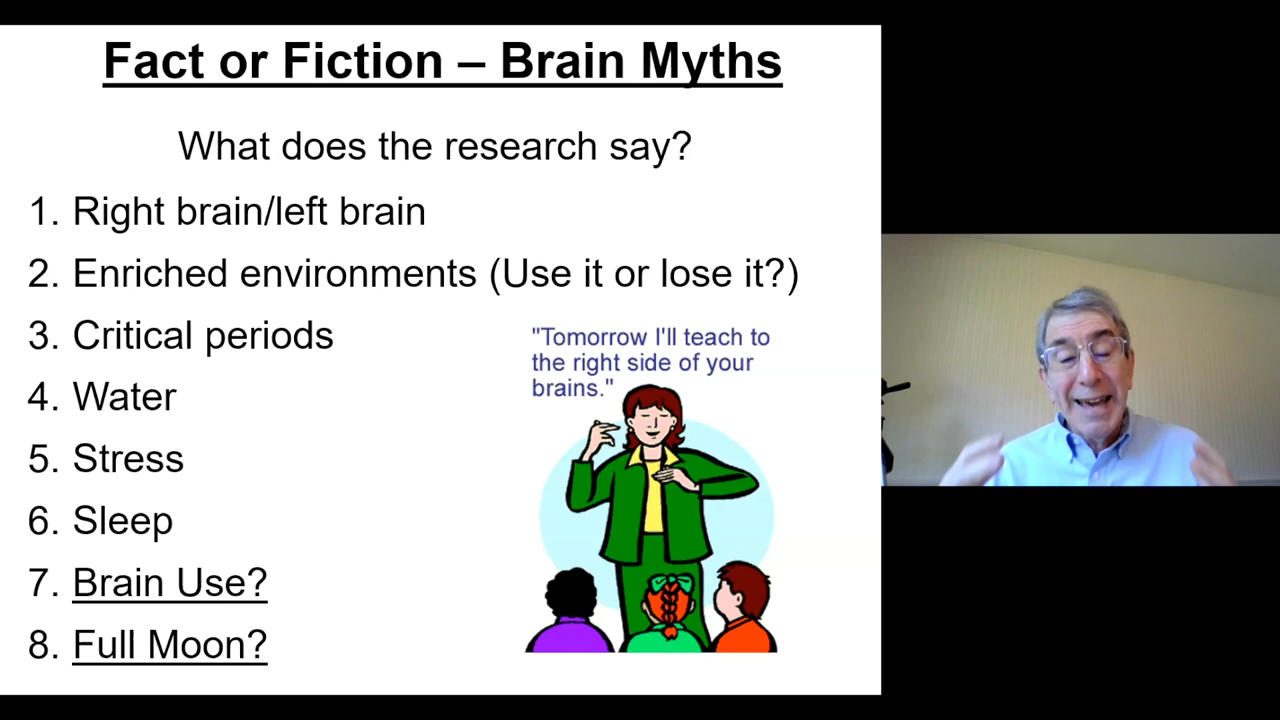 Fact or Fiction – Brain Myths
What does the research say?
1. Right brain/left brain
2. Enriched environments (Use it or lose it?)
3. Critical periods
4. Water
5. Stress
6. Sleep
7. Brain Use?
8. Full Moon?
"Tomorrow I'll teach to
the right side of your
brains."